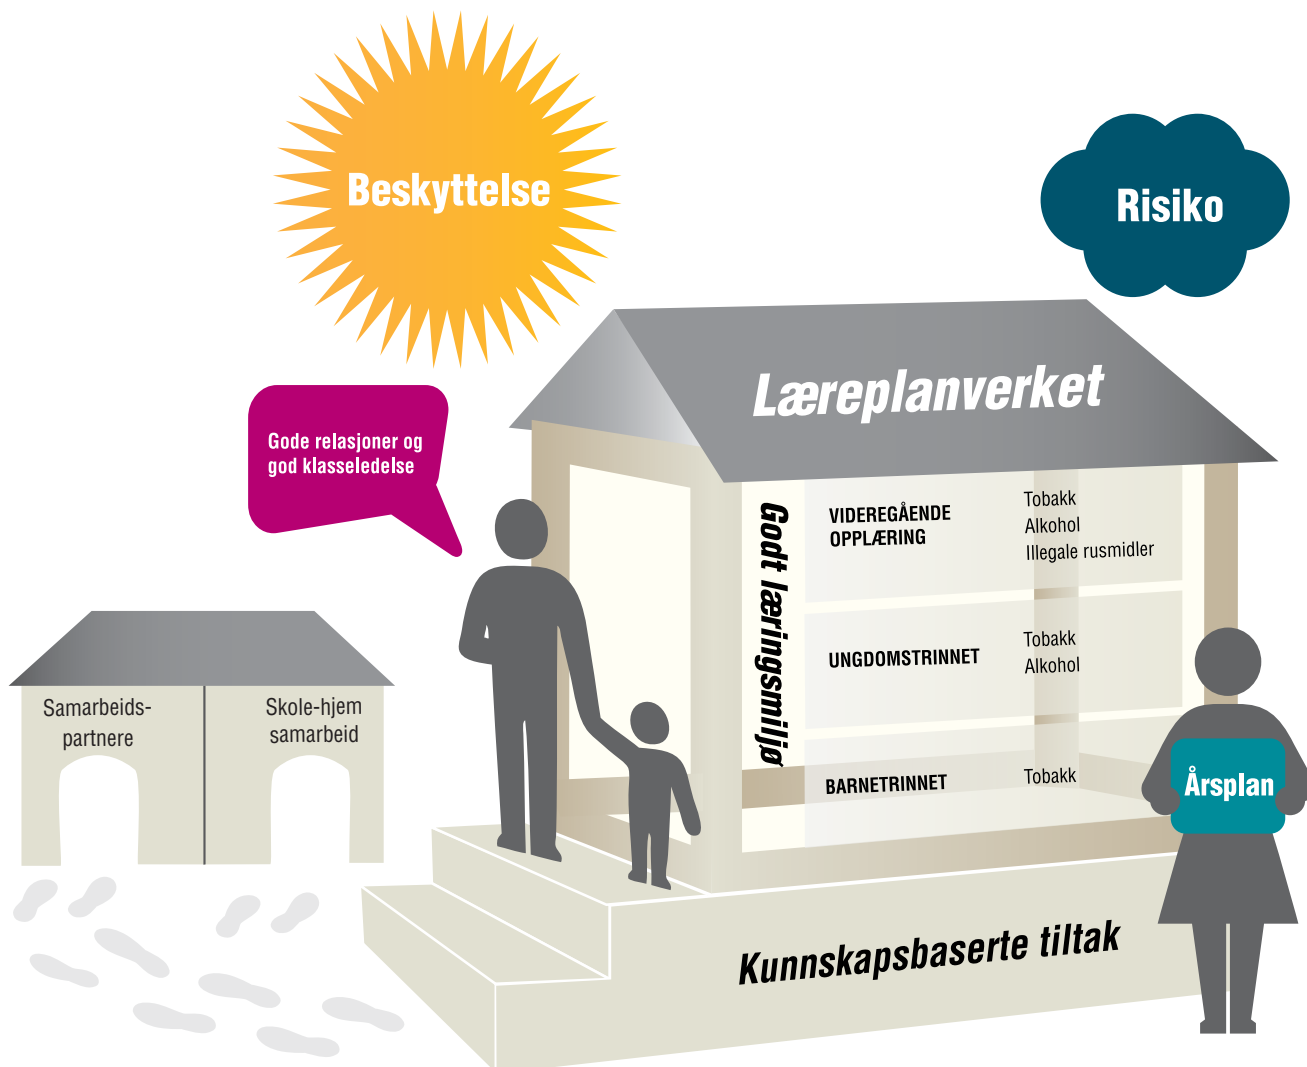 Beskyttelse
Risiko
Læreplanverket
Gode relasjoner og
god klasseledelse
Godt læringsmiljø
VIDEREGÅENDE
OPPLÆRING
Tobakk
Alkohol
Illegale rusmidler
UNGDOMSTRINNET
Tobakk
Alkohol
BARNETRINNET
Tobakk
Samarbeids-
partnere
Skole-hjem
samarbeid
Årsplan
Kunnskapsbaserte tiltak